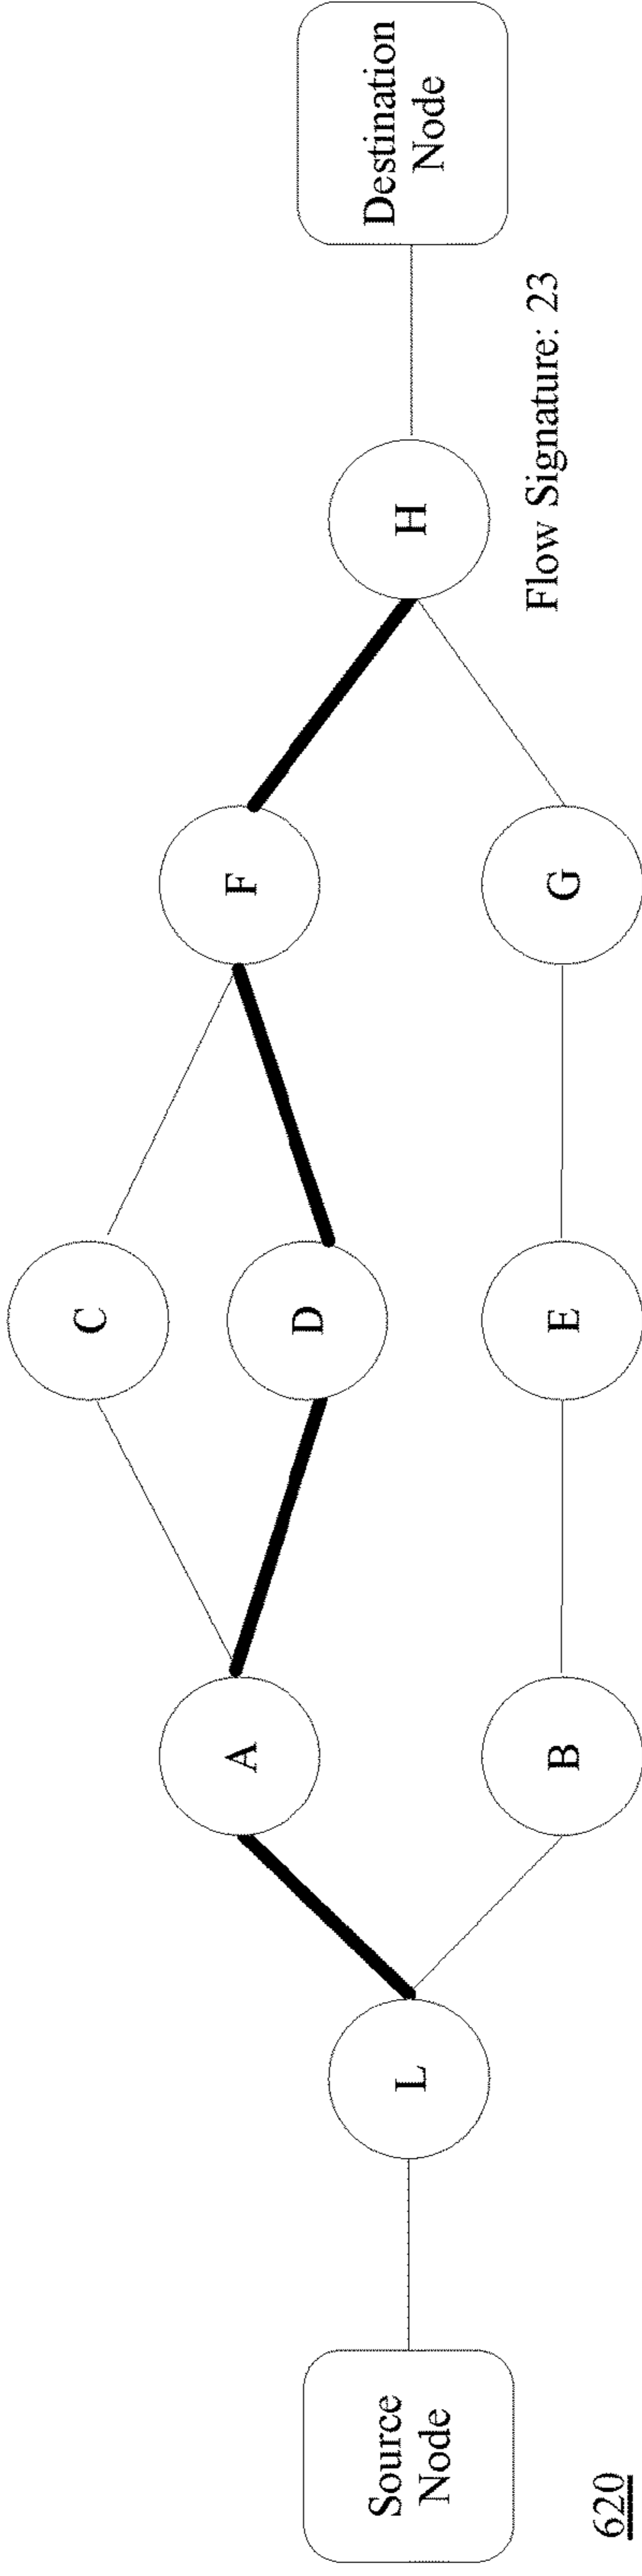 Source
Node
L
A
B
C
D
E
F
G
H
Destination
Node
Flow Signature: 23
620